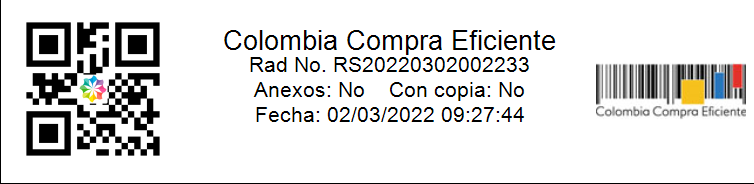 Colombia Compra Eficiente
Rad No. RS20220302002233
Anexos: No    Con copia: No
Fecha: 02/03/2022 09:27:44
Colombia Compra Eficiente